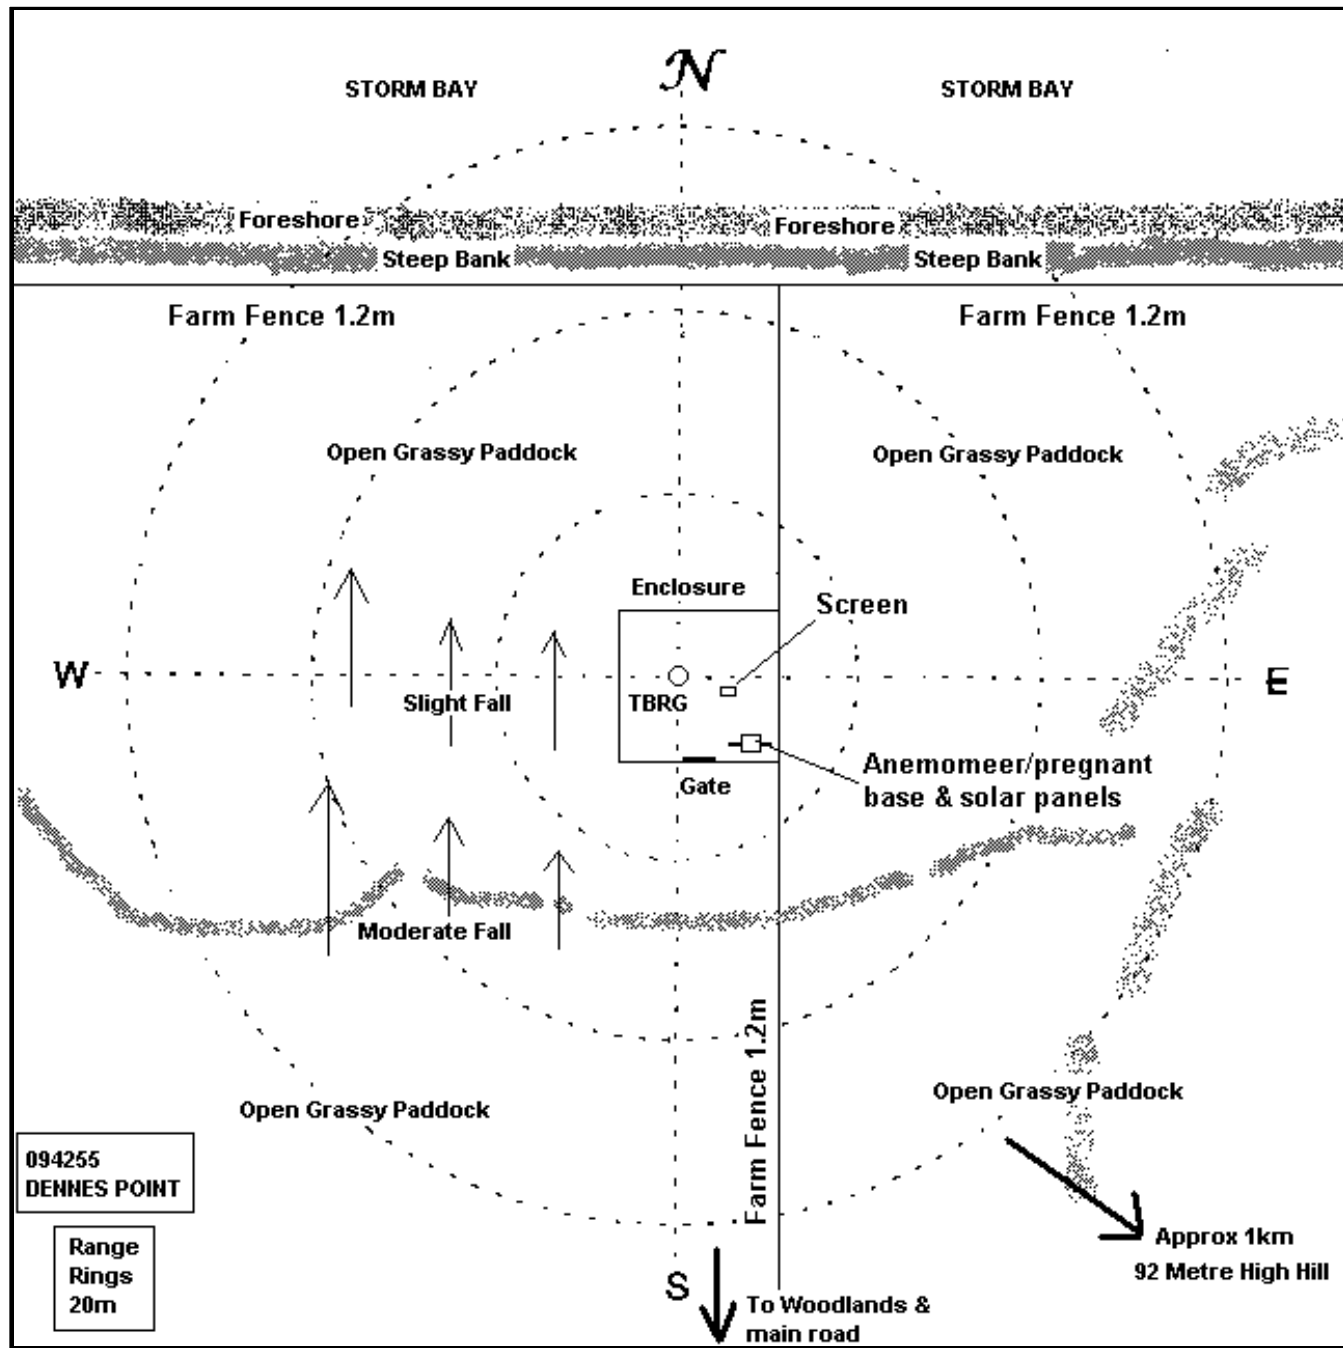 N
STORM BAY
STORM BAY
Foreshore
Foreshore
Steep Bank
Steep Bank
Farm Fence 1.2m
Farm Fence 1.2m
Open Grassy Paddock
Open Grassy Paddock
Enclosure
Screen
W
E
Slight Fall
TBRG
Anemomeer/pregnant
base & solar panels
Gate
Moderate Fall
Farm Fence 1.2m
Open Grassy Paddock
Open Grassy Paddock
094255
DENNES POINT
Range
Rings
20m
Approx 1km
92 Metre High Hill
S
To Woodlands &
main road